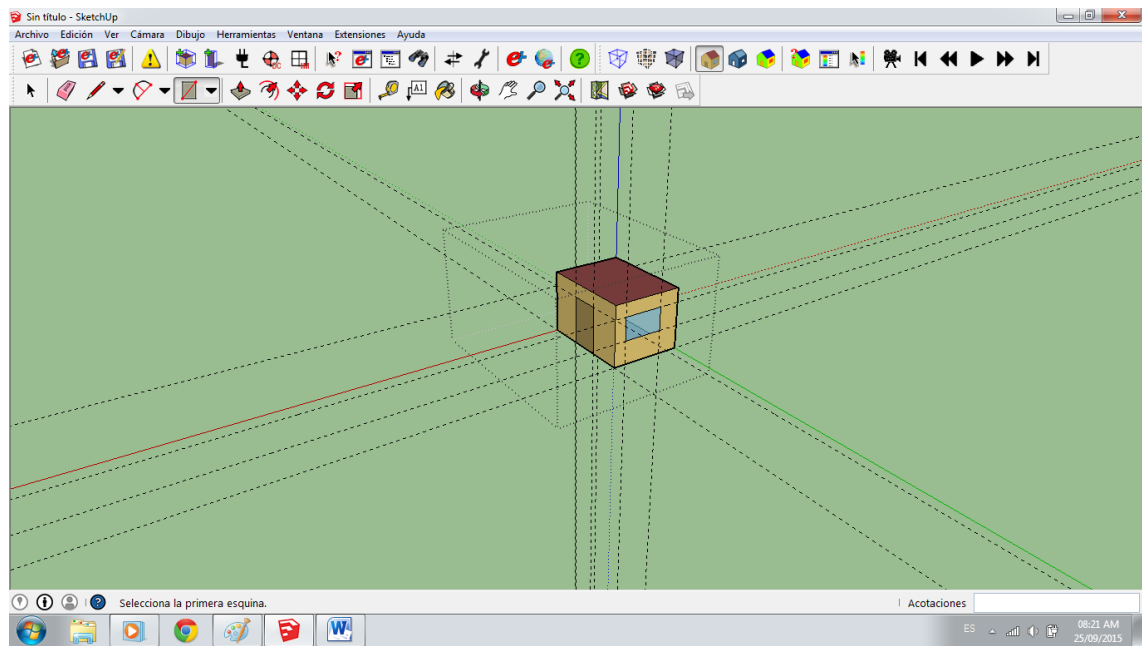 Sin título - SketchUp
Archivo Edición Ver Cámara Dibujo Herramientas Ventana Extensiones Ayuda
A1
Selecciona la primera esquina.
Acotaciones
ES
08:21 AM
25/09/2015